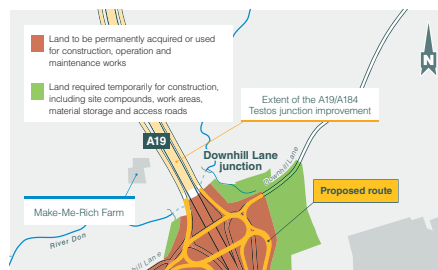 Land to be permanently acquired or used
for construction, operation and
maintenance works
Land required temporarily for construction,
including site compounds, work areas,
material storage and access roads
N
Extent of the A19/A184
Testos junction improvement
A19
Downhill Lane
junction
Downhill Lane
Proposed route
Make-Me-Rich Farm
River Don
hill Lane